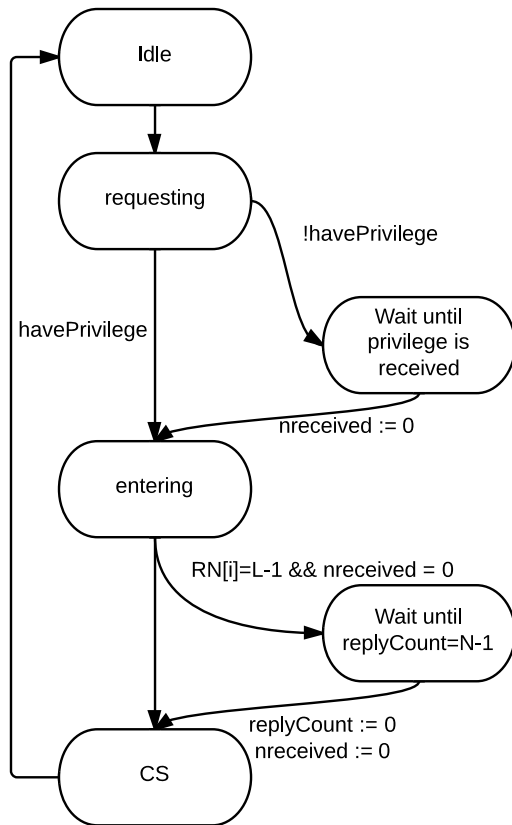 Idle
requesting
!havePrivilege
Wait until
privilege is
received
havePrivilege
nreceived := 0
entering
RN[i]=L-1 && nreceived = 0
Wait until
replyCount=N-1
replyCount := 0
nreceived := 0
CS